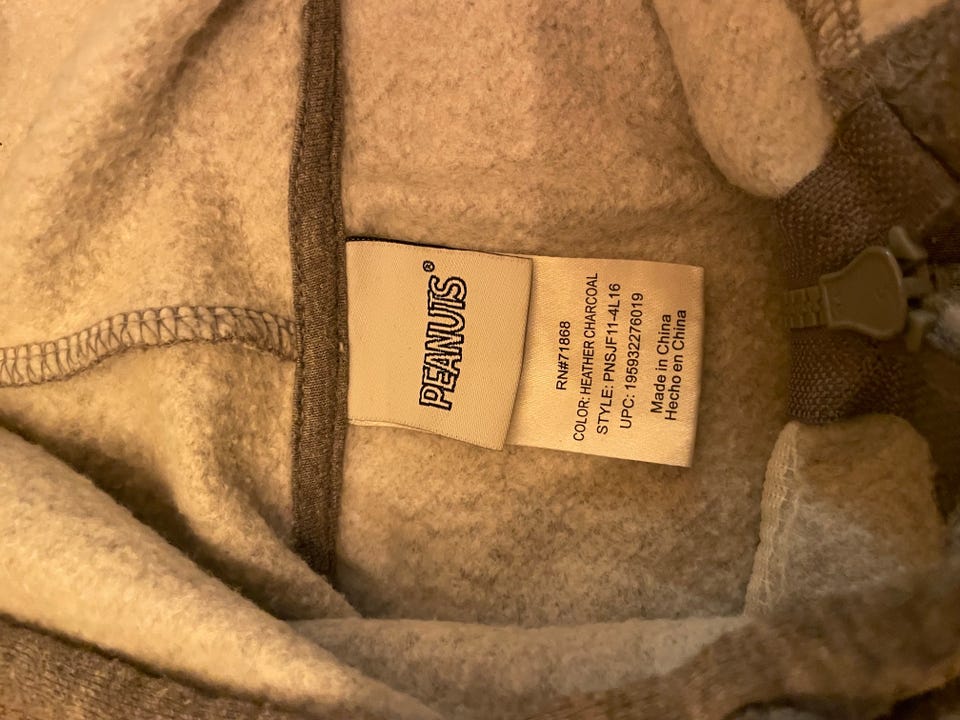 PEANUTS®
RN#71868
COLOR: HEATHER CHARCOAL
STYLE: PNSJF11-4L16
UPC: 195932276019
Made in China
Hecho en China